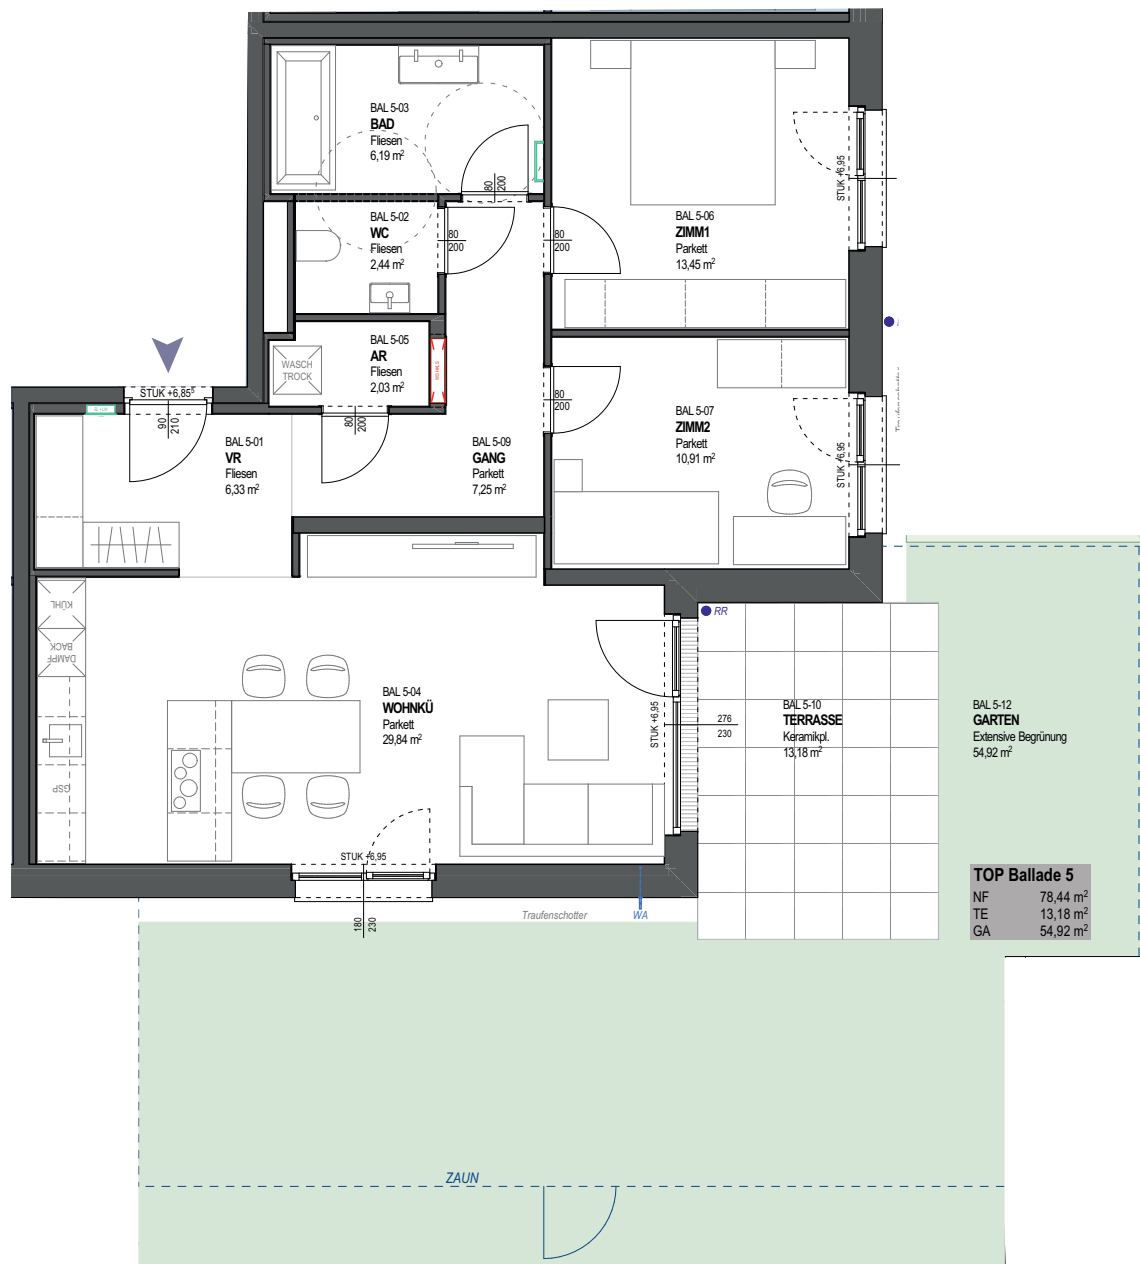 BAL 5-03
BAD
Fliesen
6,19 m²
80
200
BAL 5-02
WC
Fliesen
2,44 m²
80
200
BAL 5-06
ZIMM1
Parkett
13,45 m²
80
200
STUK +6,95
BAL 5-05
AR
Fliesen
2,03 m²
WASCH
TROCK
80
200
STUK +6,85⁵
90
210
BAL 5-01
VR
Fliesen
6,33 m²
BAL 5-09
GANG
Parkett
7,25 m²
80
200
BAL 5-07
ZIMM2
Parkett
10,91 m²
STUK +6,95
KÜHL
DAMPF
BACK
GSP
BAL 5-04
WOHNKÜ
Parkett
29,84 m²
STUK +6,95
RR
276
230
BAL 5-10
TERRASSE
Keramikpl.
13,18 m²
BAL 5-12
GARTEN
Extensive Begrünung
54,92 m²
STUK +6,95
180
230
Traufenschotter
WA
TOP Ballade 5
NF 78,44 m²
TE 13,18 m²
GA 54,92 m²
ZAUN